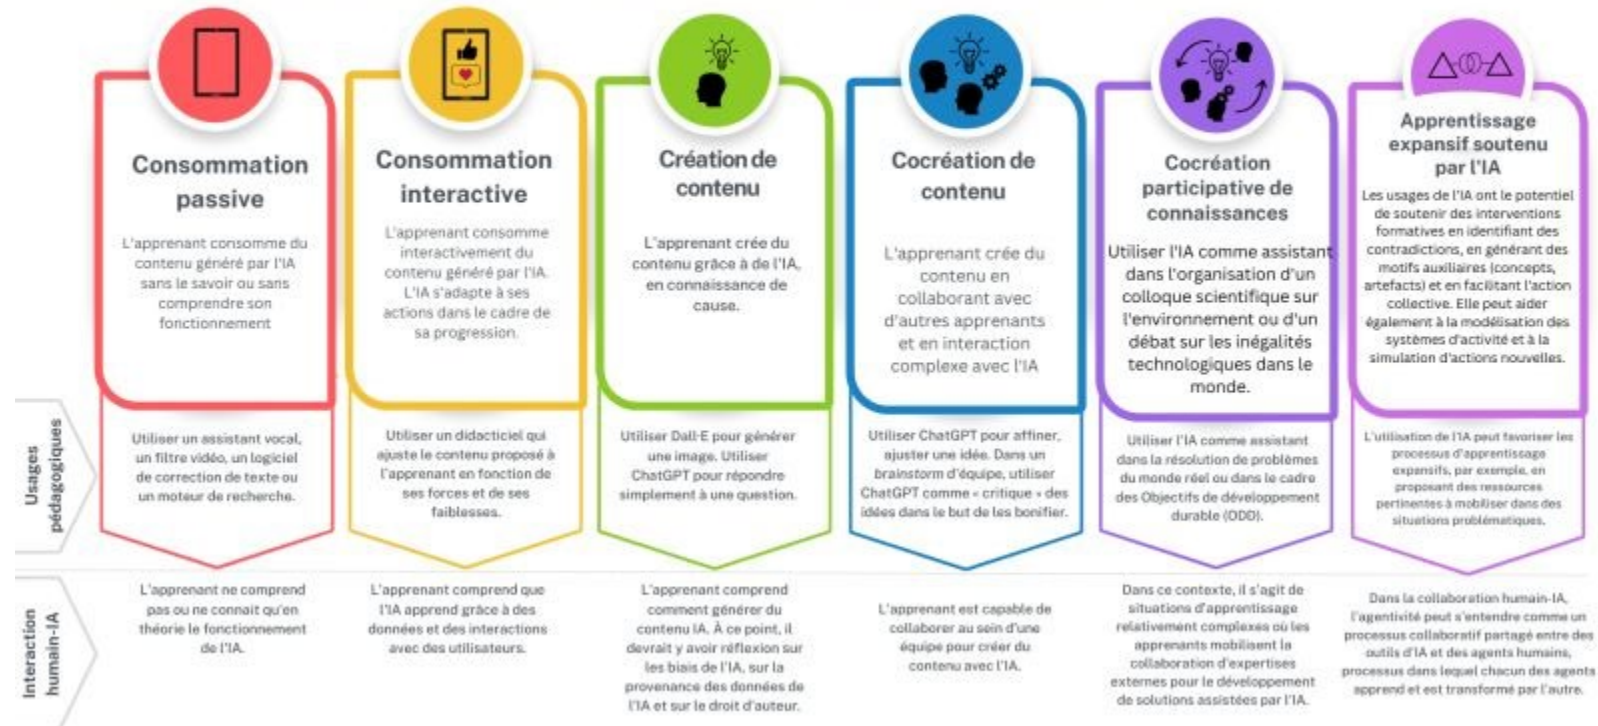 Consommation
passive
L'apprenant consomme du
contenu généré par l'IA
sans le savoir ou sans
comprendre son
fonctionnement
Consommation
interactive
L'apprenant consomme
interactivement du
contenu généré par l'IA.
L'IA s'adapte à ses
actions dans le cadre de
sa progression.
Création de
contenu
L'apprenant crée du
contenu grâce à de l'IA,
en connaissance de
cause.
Cocréation de
contenu
L'apprenant crée du
contenu en
collaborant avec
d'autres apprenants
et en interaction
complexe avec l'IA
Cocréation
participative de
connaissances
Utiliser l'IA comme assistant
dans l'organisation d'un
colloque scientifique sur
l'environnement ou d'un
débat sur les inégalités
technologiques dans le
monde.
Apprentissage
expansif soutenu
par l'IA
Les usages de l'IA ont le potentiel
de soutenir des interventions
formatives en identifiant des
contradictions, en générant des
motifs auxiliaires (concepts,
artefacts) et en facilitant l'action
collective. Elle peut aider
également à la modélisation des
systèmes d'activité et à la
simulation d'actions nouvelles.
Usages
pédagogiques
Utiliser un assistant vocal,
un filtre vidéo, un logiciel
de correction de texte ou
un moteur de recherche.
Utiliser un didacticiel qui
ajuste le contenu proposé à
l'apprenant en fonction de
ses forces et de ses
faiblesses.
Utiliser Dall·E pour générer
une image. Utiliser
ChatGPT pour répondre
simplement à une question.
Utiliser ChatGPT pour affiner,
ajuster une idée. Dans un
brainstorm d'équipe, utiliser
ChatGPT comme « critique » des
idées dans le but de les bonifier.
Utiliser l'IA comme assistant
dans la résolution de problèmes
du monde réel ou dans le cadre
des Objectifs de développement
durable (ODD).
L'utilisation de l'IA peut favoriser les
processus d'apprentissage
expansifs, par exemple, en
proposant des ressources
pertinentes à mobiliser dans des
situations problématiques.
Interaction
humain-IA
L'apprenant ne comprend
pas ou ne connait qu'en
théorie le fonctionnement
de l'IA.
L'apprenant comprend que
l'IA apprend grâce à des
données et des interactions
avec des utilisateurs.
L'apprenant comprend
comment générer du
contenu IA. À ce point, il
devrait y avoir réflexion sur
les biais de l'IA, sur la
provenance des données de
l'IA et sur le droit d'auteur.
L'apprenant est capable de
collaborer au sein d'une
équipe pour créer du
contenu avec l'IA.
Dans ce contexte, il s'agit de
situations d'apprentissage
relativement complexes où les
apprenants mobilisent la
collaboration d'expertises
externes pour le développement
de solutions assistées par l'IA.
Dans la collaboration humain-IA,
l'agentivité peut s'entendre comme un
processus collaboratif partagé entre des
outils d'IA et des agents humains,
processus dans lequel chacun des agents
apprend et est transformé par l'autre.